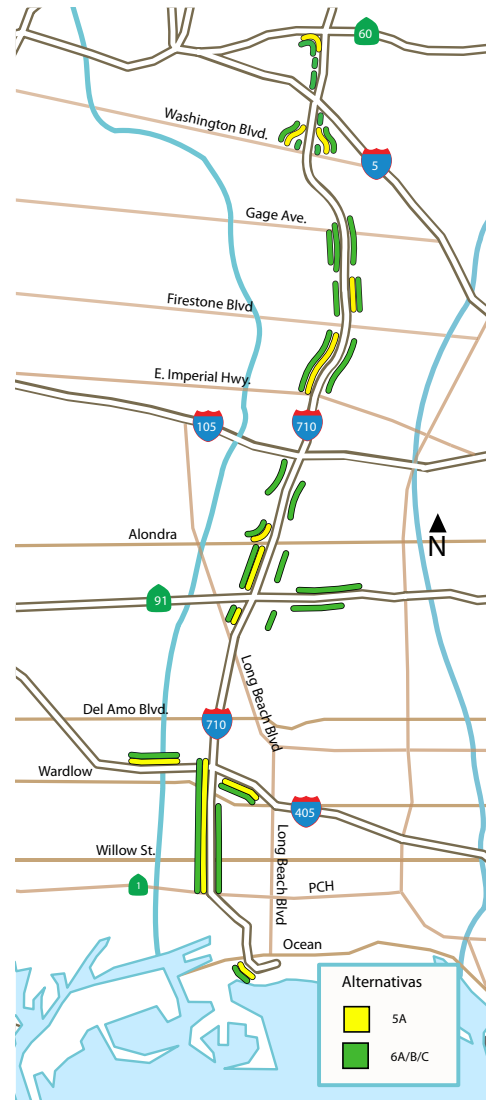 60
Washington Blvd.
5
Gage Ave.
Firestone Blvd
E. Imperial Hwy.
105
710
Alondra
N
91
Long Beach Blvd
Del Amo Blvd.
710
Wardlow
405
Willow St.
Long Beach Blvd
1
PCH
Ocean
Alternativas
5A
6A/B/C